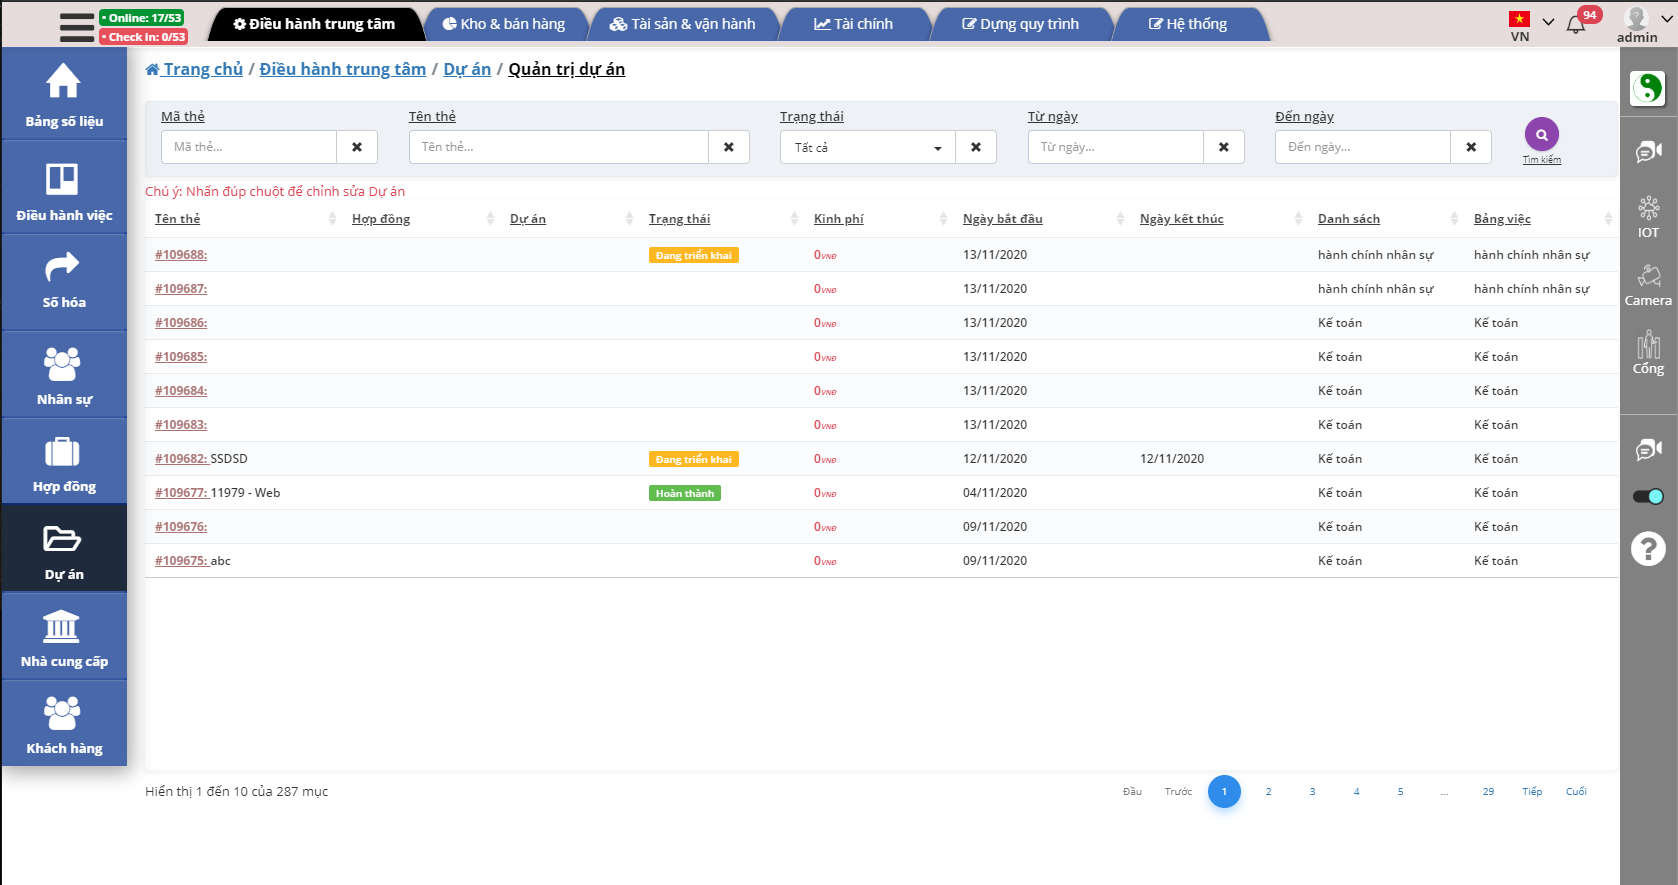 • Online: 17/53
• Check in: 0/53
Điều hành trung tâm
Kho & bán hàng
Tài sản & vận hành
Tài chính
Dựng quy trình
Hệ thống
VN
94
admin
Bảng số liệu
Điều hành việc
Số hóa
Nhân sự
Hợp đồng
Dự án
Nhà cung cấp
Khách hàng
Trang chủ / Điều hành trung tâm / Dự án / Quản trị dự án
Mã thẻ Tên thẻ Trạng thái Từ ngày Đến ngày
Mã thẻ... Tên thẻ... Tất cả Từ ngày... Đến ngày...
Tìm kiếm
Chú ý: Nhấn đúp chuột để chỉnh sửa Dự án
Tên thẻ Hợp đồng Dự án Trạng thái Kinh phí Ngày bắt đầu Ngày kết thúc Danh sách Bảng việc
#109688: Đang triển khai 0VNĐ 13/11/2020 hành chính nhân sự hành chính nhân sự
#109687: 0VNĐ 13/11/2020 hành chính nhân sự hành chính nhân sự
#109686: 0VNĐ 13/11/2020 Kế toán Kế toán
#109685: 0VNĐ 13/11/2020 Kế toán Kế toán
#109684: 0VNĐ 13/11/2020 Kế toán Kế toán
#109683: 0VNĐ 13/11/2020 Kế toán Kế toán
#109682: SSDSD Đang triển khai 0VNĐ 12/11/2020 12/11/2020 Kế toán Kế toán
#109677: 11979 - Web Hoàn thành 0VNĐ 04/11/2020 Kế toán Kế toán
#109676: 0VNĐ 09/11/2020 Kế toán Kế toán
#109675: abc 0VNĐ 09/11/2020 Kế toán Kế toán
Hiển thị 1 đến 10 của 287 mục
Đầu Trước 1 2 3 4 5 ... 29 Tiếp Cuối
IOT
Camera
Cổng